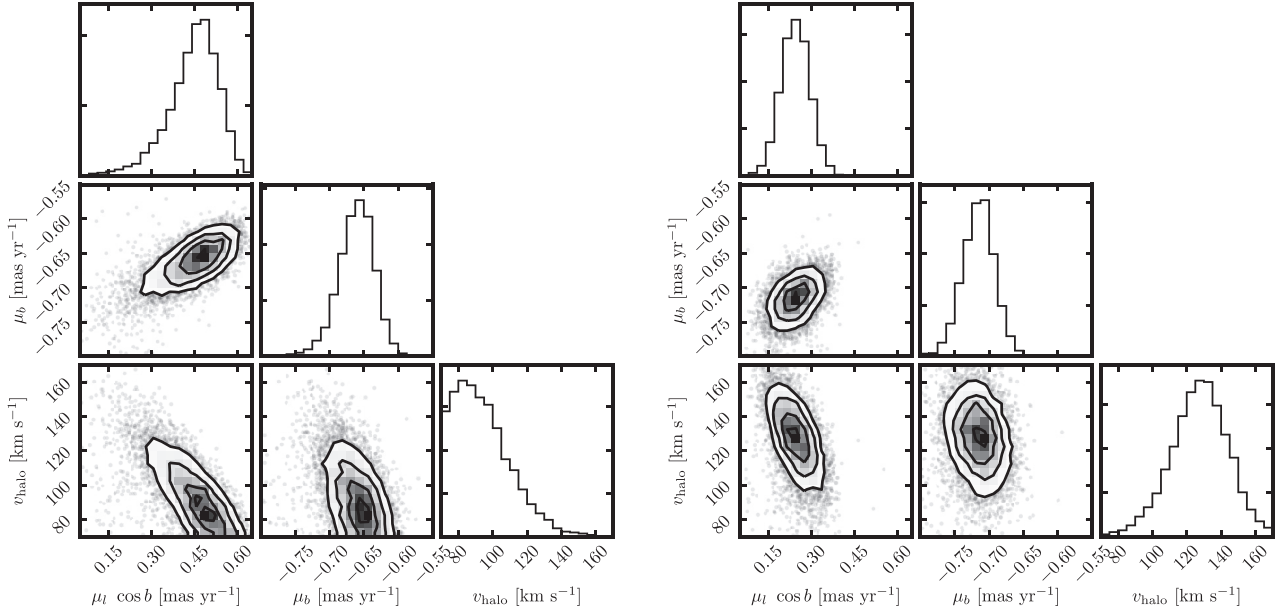 −0.55
−0.60
−0.65
−0.70
−0.75
μ_b [mas yr⁻¹]
160
140
120
100
80
v_halo [km s⁻¹]
0.15 0.30 0.45 0.60
μ_l cos b [mas yr⁻¹]
−0.75 −0.70 −0.65 −0.60 −0.55
μ_b [mas yr⁻¹]
80 100 120 140 160
v_halo [km s⁻¹]
−0.55
−0.60
−0.65
−0.70
−0.75
μ_b [mas yr⁻¹]
160
140
120
100
80
v_halo [km s⁻¹]
0.15 0.30 0.45 0.60
μ_l cos b [mas yr⁻¹]
−0.75 −0.70 −0.65 −0.60 −0.55
μ_b [mas yr⁻¹]
80 100 120 140 160
v_halo [km s⁻¹]